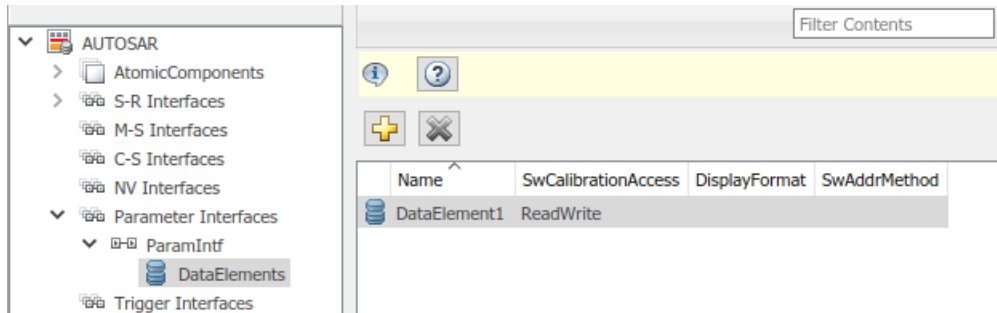 Filter Contents
AUTOSAR
AtomicComponents
S-R Interfaces
M-S Interfaces
C-S Interfaces
NV Interfaces
Parameter Interfaces
ParamIntf
DataElements
Trigger Interfaces
Name SwCalibrationAccess DisplayFormat SwAddrMethod
DataElement1 ReadWrite